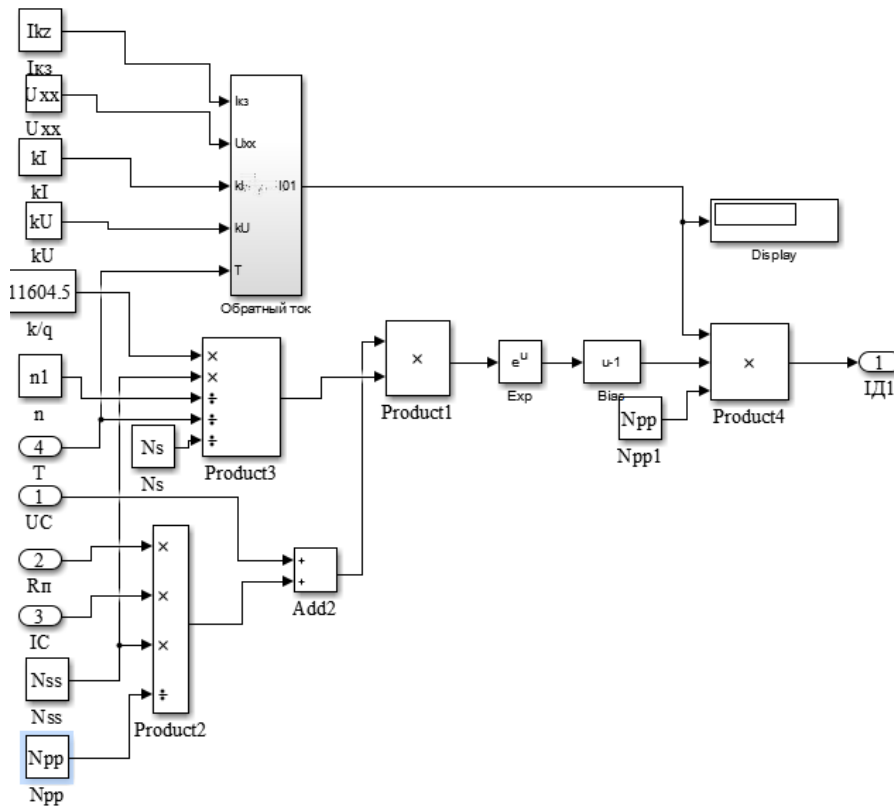 Ikz
Iкз
Uxx
Uxx
kI
kI
kU
kU
11604.5
k/q
n1
n
4
T
1
UC
2
Rп
3
IC
Nss
Nss
Npp
Npp
Iкз
Uxx
kI
I01
kU
T
Обратный ток
×
×
÷
÷
÷
Product3
Ns
Ns
×
×
×
÷
Product2
+
+
Add2
×
Product1
e^u
Exp
u-1
Bias
Npp
Npp1
Display
×
Product4
1
IД1